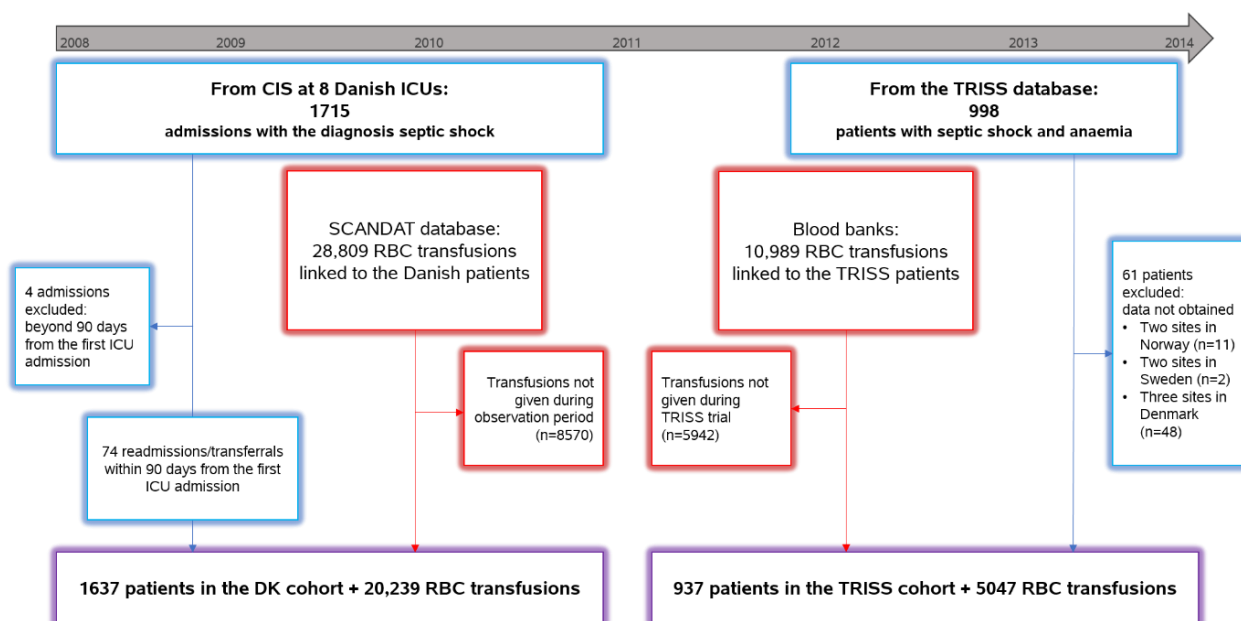 2008 2009 2010 2011 2012 2013 2014
From CIS at 8 Danish ICUs:
1715
admissions with the diagnosis septic shock
From the TRISS database:
998
patients with septic shock and anaemia
SCANDAT database:
28,809 RBC transfusions
linked to the Danish patients
Blood banks:
10,989 RBC transfusions
linked to the TRISS patients
4 admissions
excluded:
beyond 90 days
from the first ICU
admission
61 patients
excluded:
data not obtained
• Two sites in
Norway (n=11)
• Two sites in
Sweden (n=2)
• Three sites in
Denmark
(n=48)
Transfusions not
given during
observation period
(n=8570)
Transfusions not
given during
TRISS trial
(n=5942)
74 readmissions/transferrals
within 90 days from the first
ICU admission
1637 patients in the DK cohort + 20,239 RBC transfusions
937 patients in the TRISS cohort + 5047 RBC transfusions